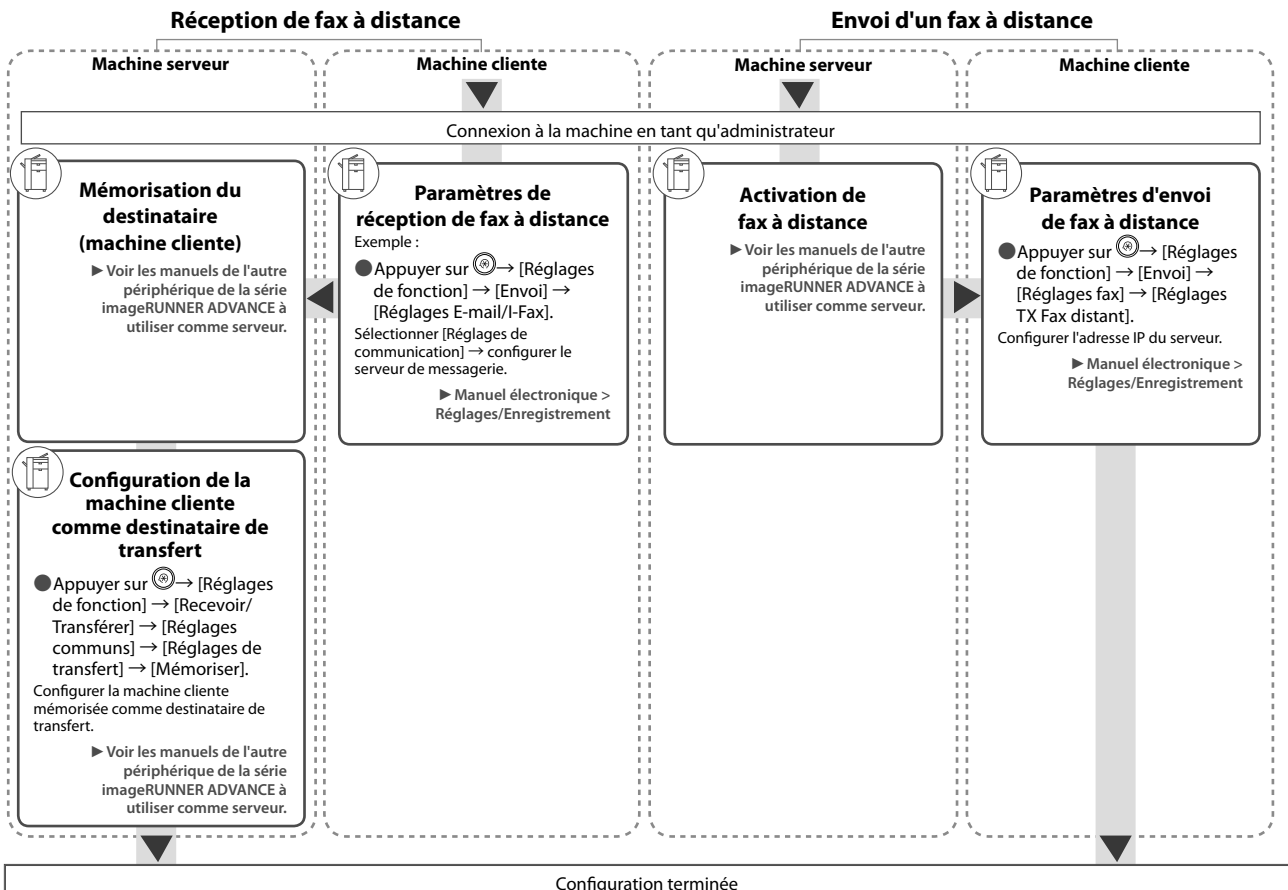 Réception de fax à distance
Envoi d'un fax à distance
Machine serveur
Machine cliente
Machine serveur
Machine cliente
Connexion à la machine en tant qu'administrateur
Mémorisation du
destinataire
(machine cliente)
►Voir les manuels de l'autre
périphérique de la série
imageRUNNER ADVANCE à
utiliser comme serveur.
Paramètres de
réception de fax à distance
Exemple :
●Appuyer sur → [Réglages
de fonction] → [Envoi] →
[Réglages E-mail/I-Fax].
Sélectionner [Réglages de
communication] → configurer le
serveur de messagerie.
►Manuel électronique >
Réglages/Enregistrement
Activation de
fax à distance
►Voir les manuels de l'autre
périphérique de la série
imageRUNNER ADVANCE à
utiliser comme serveur.
Paramètres d'envoi
de fax à distance
●Appuyer sur → [Réglages
de fonction] → [Envoi] →
[Réglages fax] → [Réglages
TX Fax distant].
Configurer l'adresse IP du serveur.
►Manuel électronique >
Réglages/Enregistrement
Configuration de la
machine cliente
comme destinataire de
transfert
●Appuyer sur → [Réglages
de fonction] → [Recevoir/
Transférer] → [Réglages
communs] → [Réglages de
transfert] → [Mémoriser].
Configurer la machine cliente
mémorisée comme destinataire de
transfert.
►Voir les manuels de l'autre
périphérique de la série
imageRUNNER ADVANCE à
utiliser comme serveur.
Configuration terminée